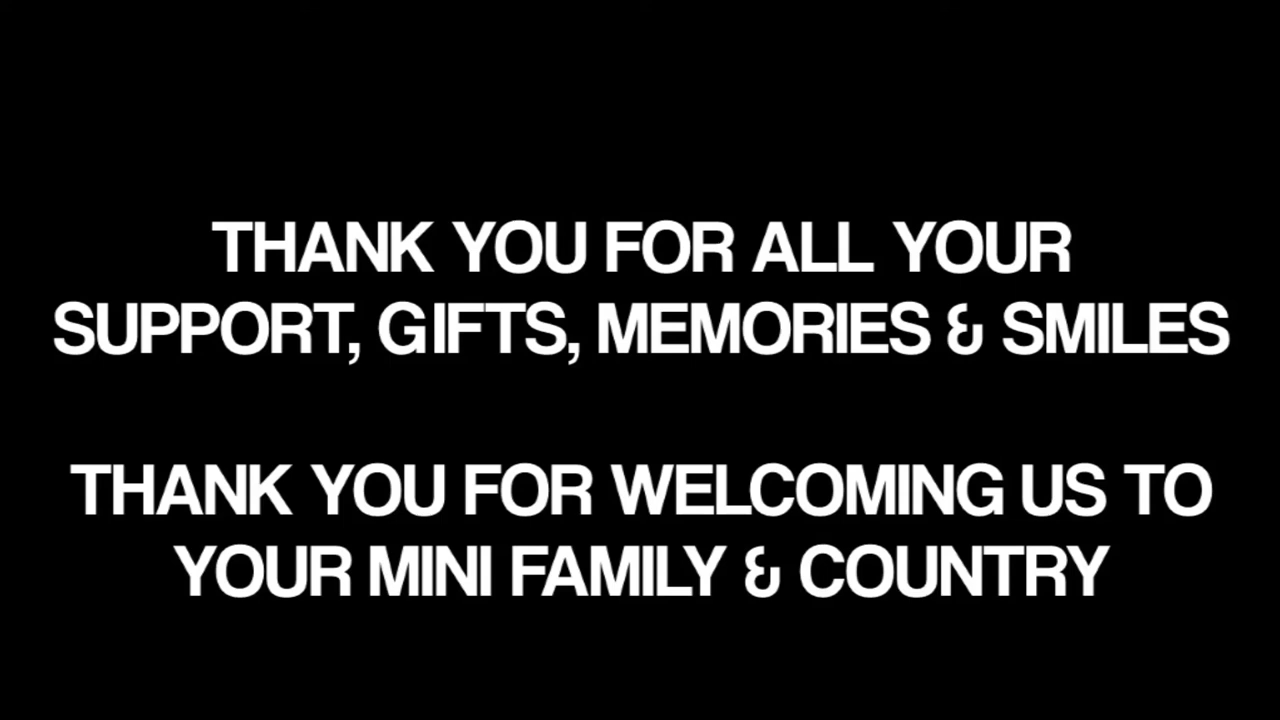 THANK YOU FOR ALL YOUR
SUPPORT, GIFTS, MEMORIES & SMILES
THANK YOU FOR WELCOMING US TO
YOUR MINI FAMILY & COUNTRY